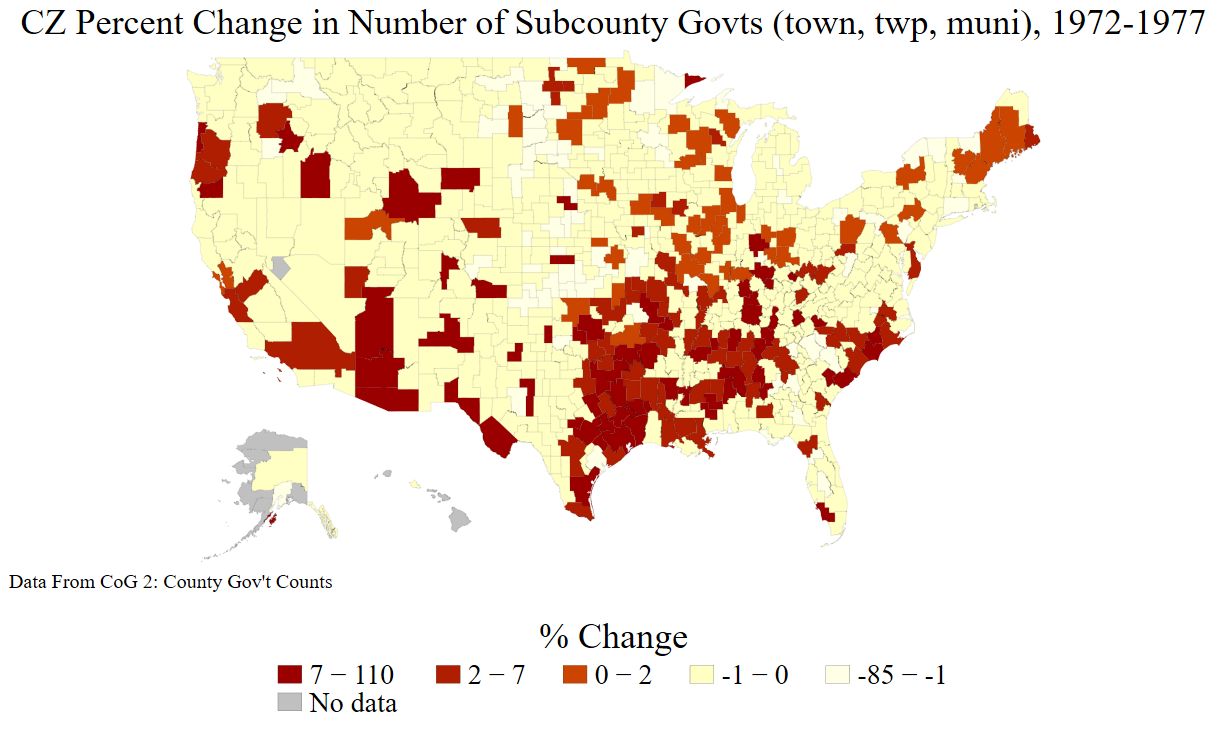 CZ Percent Change in Number of Subcounty Govts (town, twp, muni), 1972-1977
Data From CoG 2: County Gov't Counts
% Change
7 − 110 2 − 7 0 − 2 -1 − 0 -85 − -1
No data